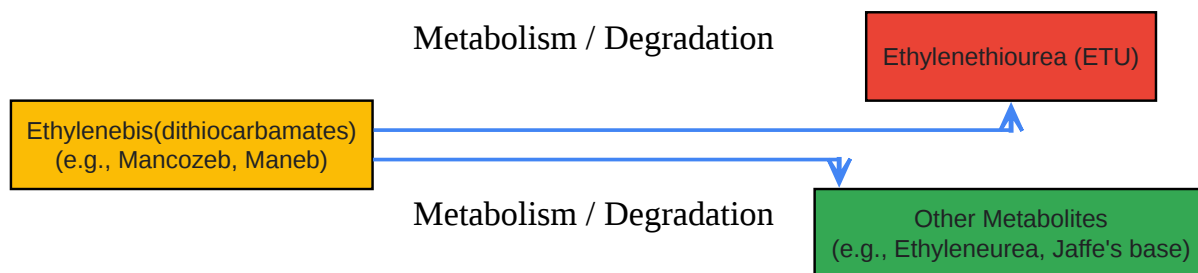 Metabolism / Degradation
Ethylenethiourea (ETU)
Ethylenebis(dithiocarbamates)
(e.g., Mancozeb, Maneb)
Metabolism / Degradation
Other Metabolites
(e.g., Ethyleneurea, Jaffe's base)